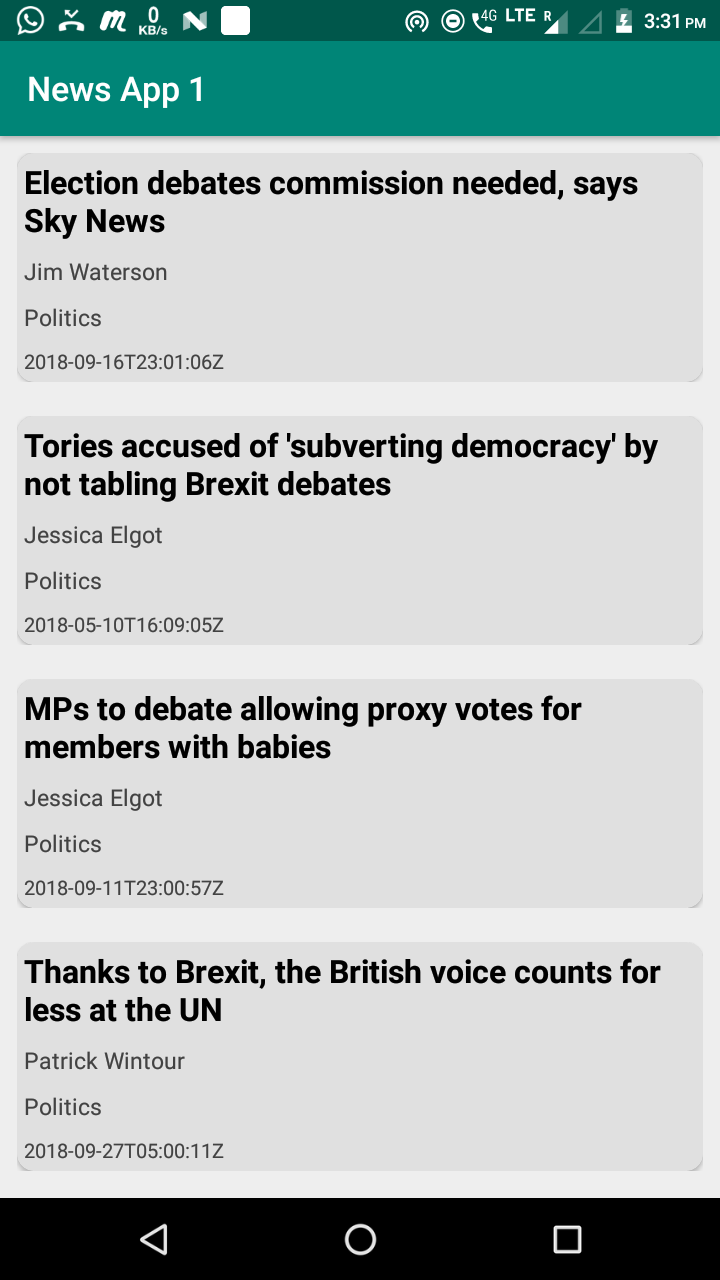 0
KB/s
4G
LTE
R
3:31 PM
News App 1
Election debates commission needed, says
Sky News
Jim Waterson
Politics
2018-09-16T23:01:06Z
Tories accused of 'subverting democracy' by
not tabling Brexit debates
Jessica Elgot
Politics
2018-05-10T16:09:05Z
MPs to debate allowing proxy votes for
members with babies
Jessica Elgot
Politics
2018-09-11T23:00:57Z
Thanks to Brexit, the British voice counts for
less at the UN
Patrick Wintour
Politics
2018-09-27T05:00:11Z